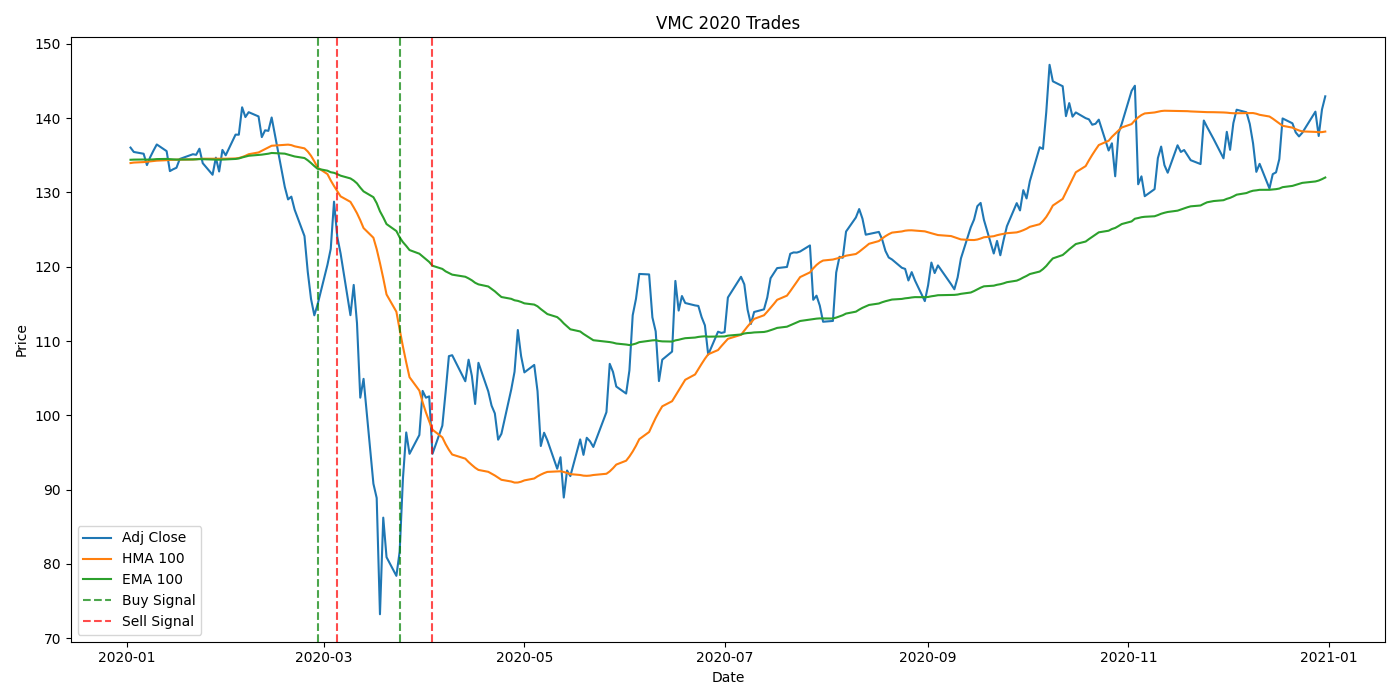 VMC 2020 Trades
150
140
130
120
110
100
90
80
70
Price
Adj Close
HMA 100
EMA 100
Buy Signal
Sell Signal
2020-01
2020-03
2020-05
2020-07
2020-09
2020-11
2021-01
Date